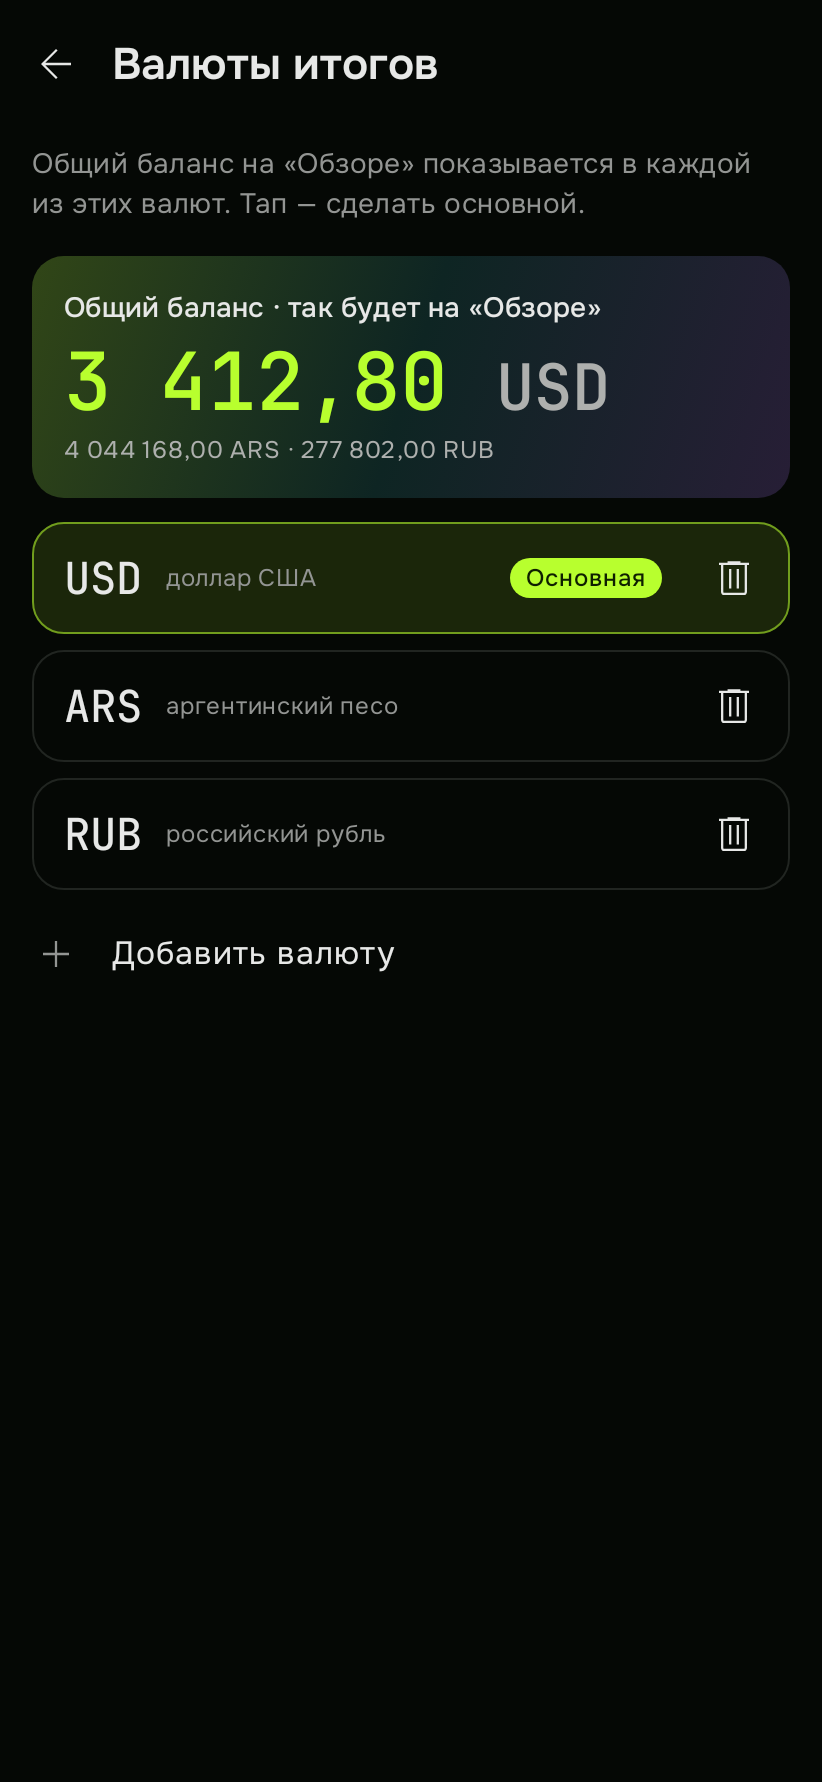 Валюты итогов
Общий баланс на «Обзоре» показывается в каждой
из этих валют. Тап — сделать основной.
Общий баланс · так будет на «Обзоре»
3 412,80 USD
4 044 168,00 ARS · 277 802,00 RUB
USD доллар США Основная
ARS аргентинский песо
RUB российский рубль
Добавить валюту